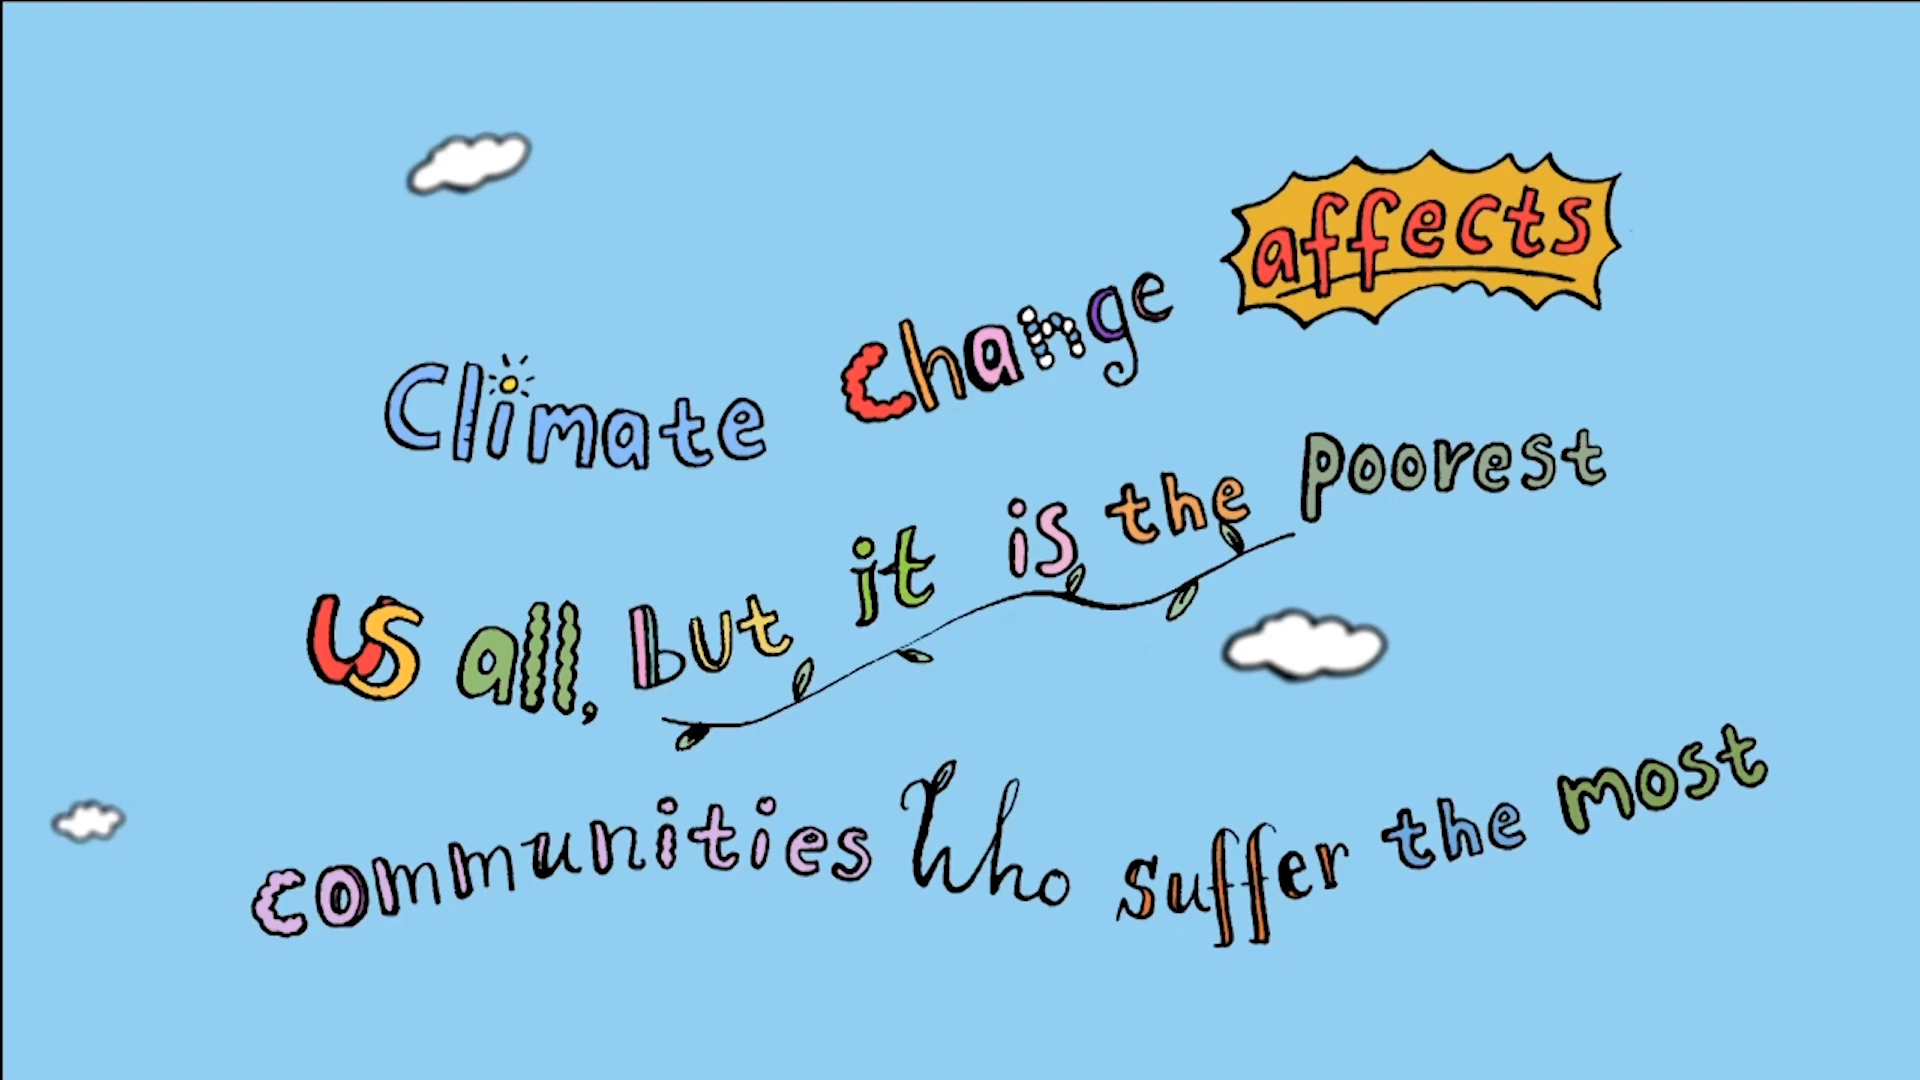 Climate Change affects
us all, but it is the poorest
communities Who suffer the most